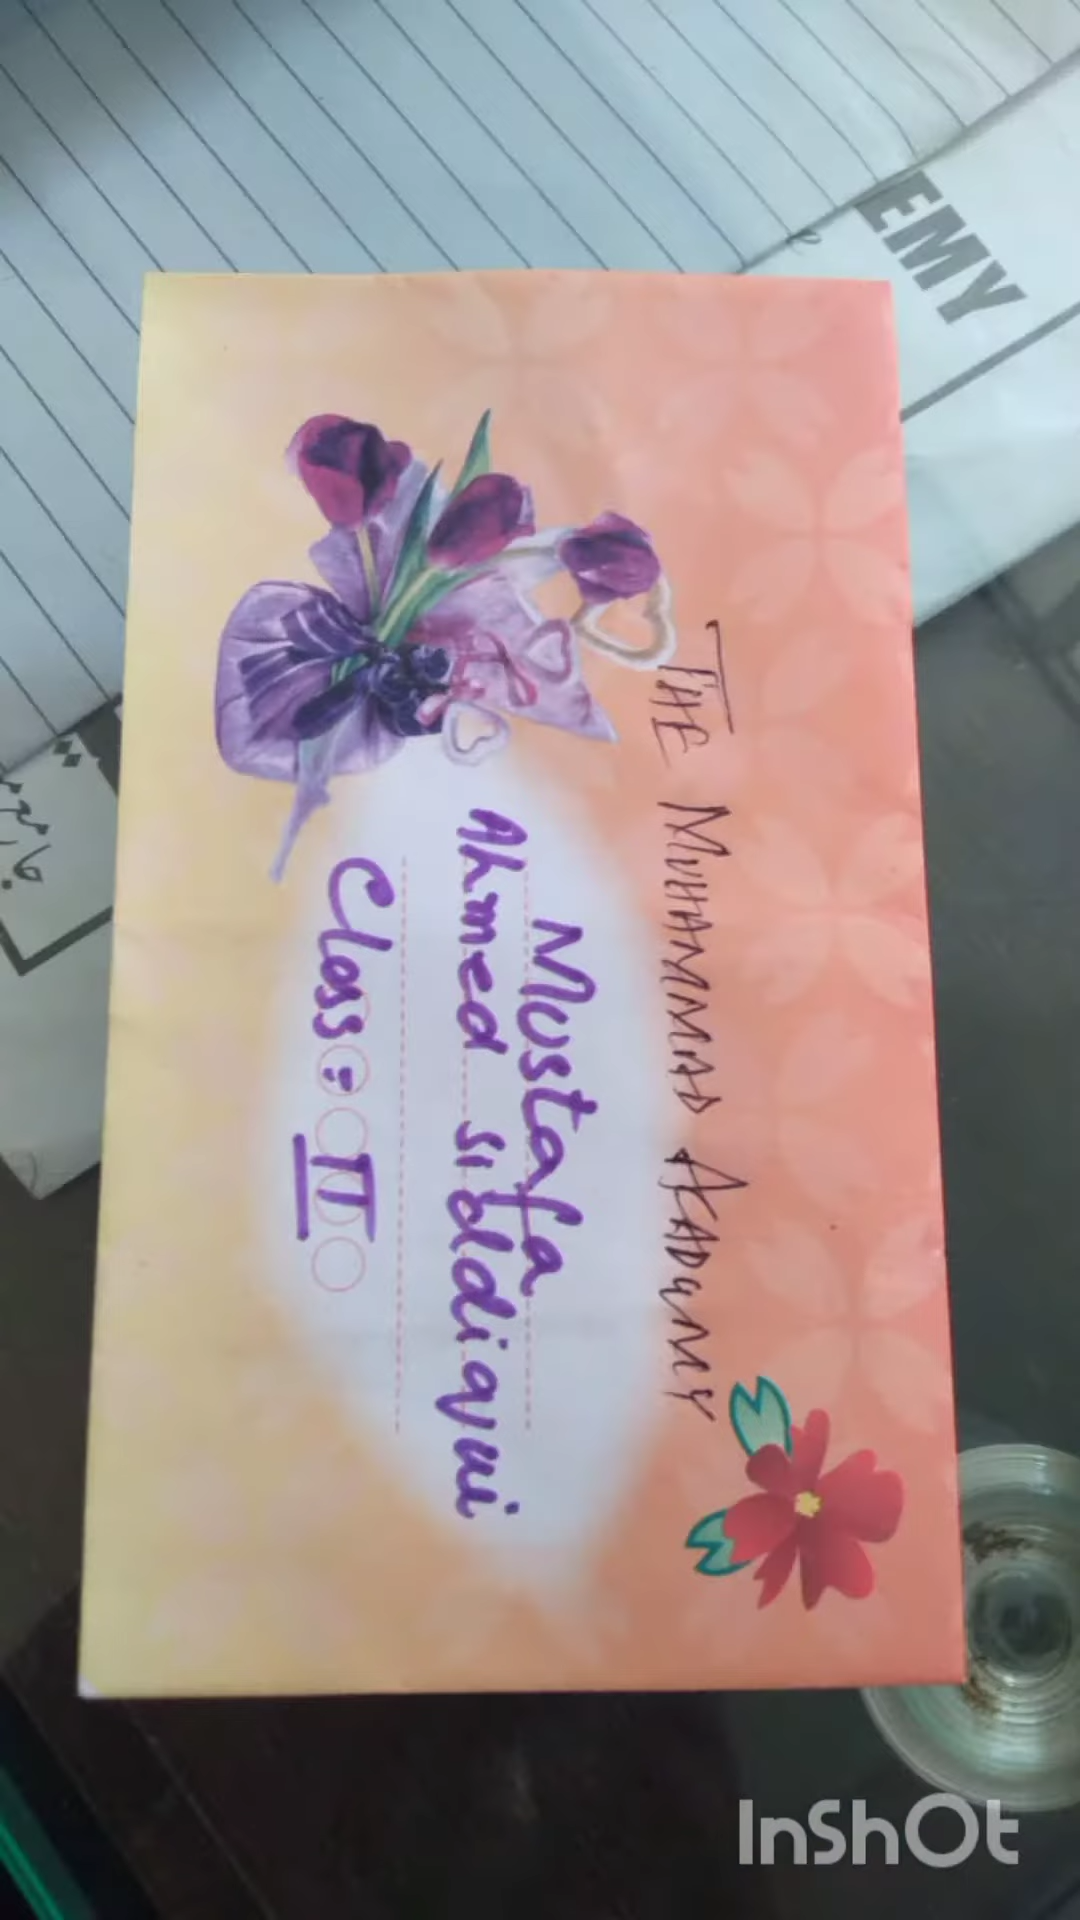 THE MUHAMMAD ACADEMY
Mustafa
Ahmed siddiqui
Class: II
EMY
InShOt